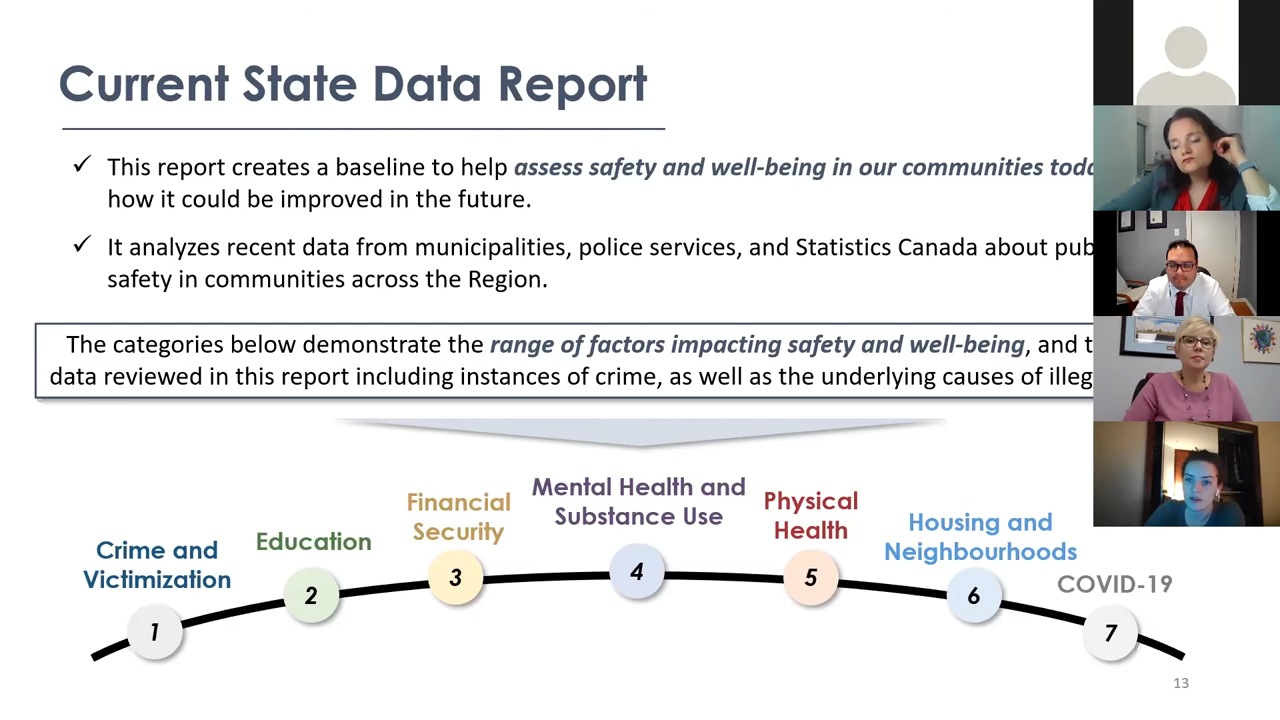 Current State Data Report
✓ This report creates a baseline to help assess safety and well-being in our communities
how it could be improved in the future.
✓ It analyzes recent data from municipalities, police services, and Statistics Canada about
safety in communities across the Region.
The categories below demonstrate the range of factors impacting safety and well-being, and
data reviewed in this report including instances of crime, as well as the underlying causes of
Crime and
Victimization
Education
Financial
Security
Mental Health and
Substance Use
Physical
Health
Housing and
Neighbourhoods
COVID-19
1
2
3
4
5
6
7
13